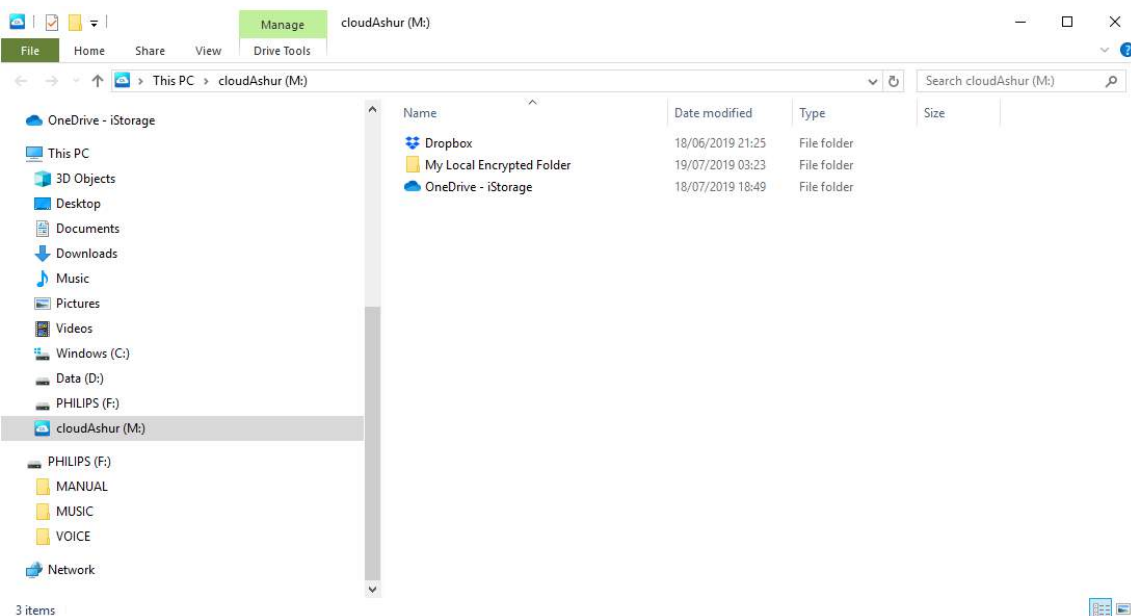 Manage cloudAshur (M:)
File Home Share View Drive Tools
This PC > cloudAshur (M:) Search cloudAshur (M:)
OneDrive - iStorage
This PC
3D Objects
Desktop
Documents
Downloads
Music
Pictures
Videos
Windows (C:)
Data (D:)
PHILIPS (F:)
cloudAshur (M:)
PHILIPS (F:)
MANUAL
MUSIC
VOICE
Network
Name Date modified Type Size
Dropbox 18/06/2019 21:25 File folder
My Local Encrypted Folder 19/07/2019 03:23 File folder
OneDrive - iStorage 18/07/2019 18:49 File folder
3 items